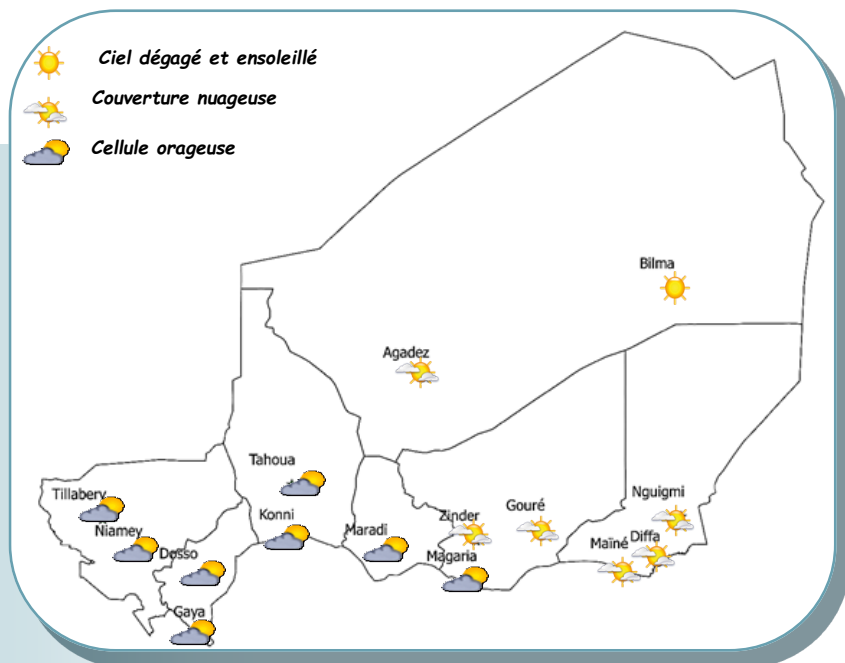 Ciel dégagé et ensoleillé
Couverture nuageuse
Cellule orageuse
Bilma
Agadez
Tahoua
Tillabery
Konni
Niamey
Maradi
Zinder
Gouré
Nguigmi
Dosso
Magaria
Maïné
Diffa
Gaya